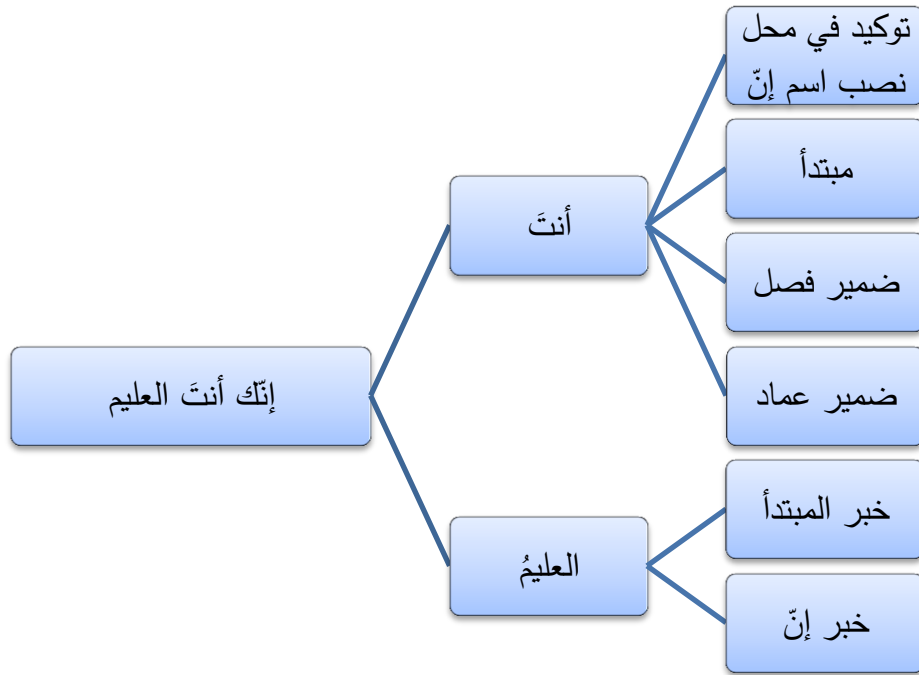 إنّك أنتَ العليم
أنتَ
توكيد في محل
نصب اسم إنّ
مبتدأ
ضمير فصل
ضمير عماد
العليمُ
خبر المبتدأ
خبر إنّ